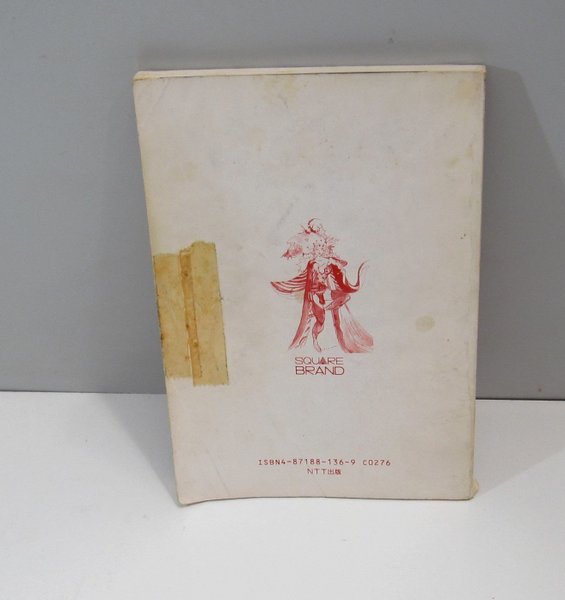 SQUARE
BRAND
ISBN4-87188-136-9 C0276
NTT出版